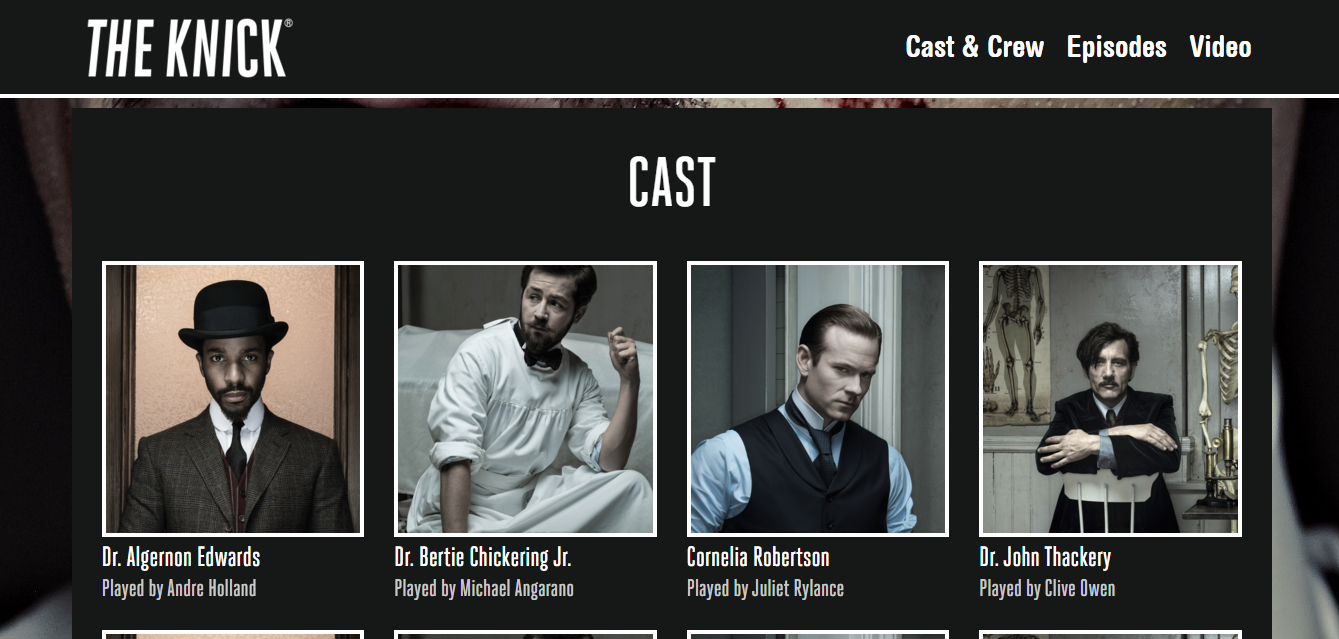 THE KNICK®
Cast & Crew Episodes Video
CAST
Dr. Algernon Edwards
Played by Andre Holland
Dr. Bertie Chickering Jr.
Played by Michael Angarano
Cornelia Robertson
Played by Juliet Rylance
Dr. John Thackery
Played by Clive Owen